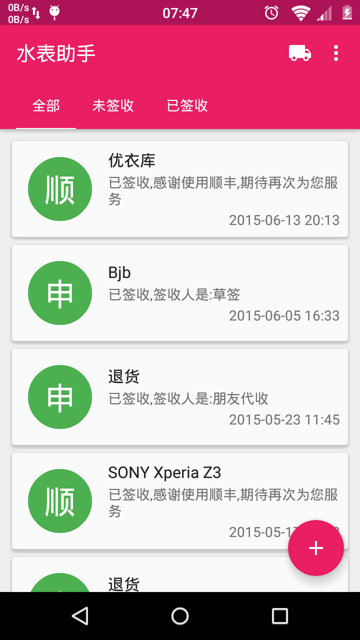 0B/s
0B/s
07:47
水表助手
全部 未签收 已签收
优衣库
顺
已签收,感谢使用顺丰,期待再次为您服
务
2015-06-13 20:13
Bjb
申
已签收,签收人是:草签
2015-06-05 16:33
退货
申
已签收,签收人是:朋友代收
2015-05-23 11:45
SONY Xperia Z3
顺
已签收,感谢使用顺丰,期待再次为您服
务
2015-05-1
退货